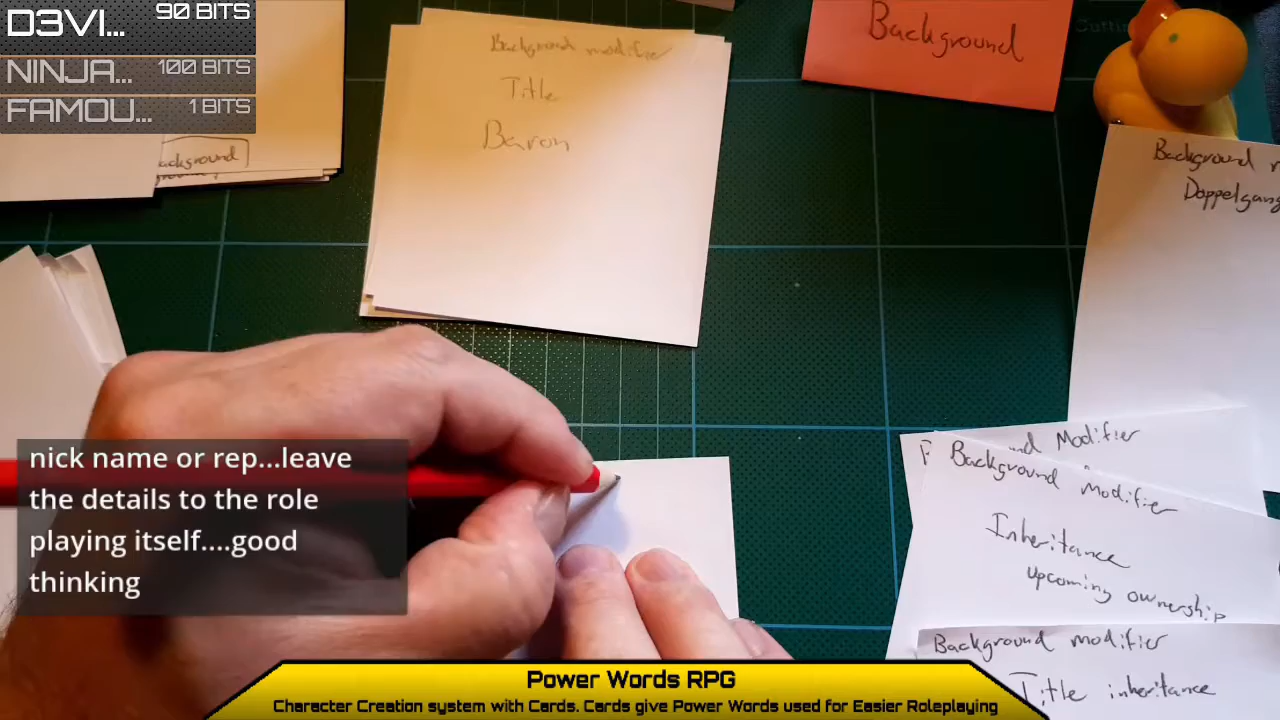 D3VI... 90 BITS
NINJA... 100 BITS
FAMOU... 1 BITS
ackground
Background modifier
Title
Baron
Background
Background
Doppelgang
nd Modifier
Background modifier
Inheritance
upcoming ownership
Background modifier
Title inheritance
nick name or rep...leave
the details to the role
playing itself....good
thinking
Power Words RPG
Character Creation system with Cards. Cards give Power Words used for Easier Roleplaying